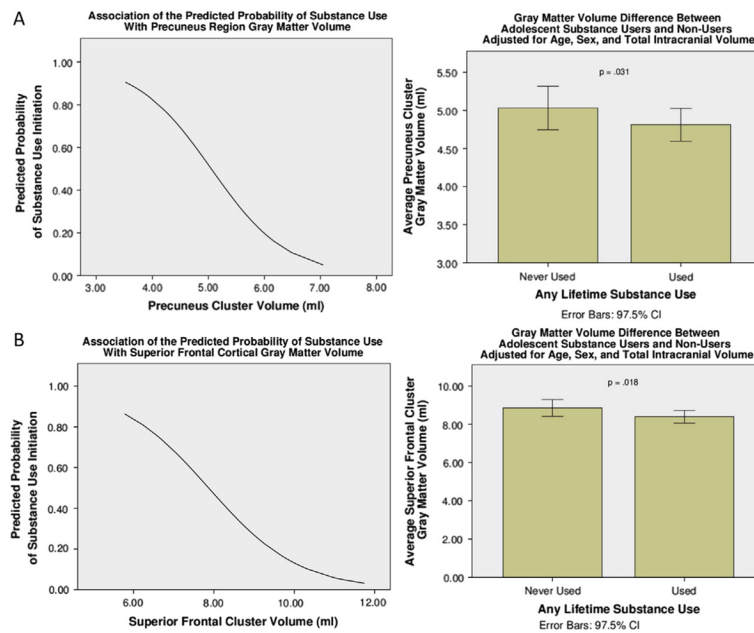 A
Association of the Predicted Probability of Substance Use
With Precuneus Region Gray Matter Volume
Predicted Probability
of Substance Use Initiation
1.00
0.80
0.60
0.40
0.20
0.00
3.00 4.00 5.00 6.00 7.00 8.00
Precuneus Cluster Volume (ml)
Gray Matter Volume Difference Between
Adolescent Substance Users and Non-Users
Adjusted for Age, Sex, and Total Intracranial Volume
p = .031
Average Precuneus Cluster
Gray Matter Volume (ml)
5.50
5.00
4.50
4.00
3.50
3.00
Never Used Used
Any Lifetime Substance Use
Error Bars: 97.5% CI
B
Association of the Predicted Probability of Substance Use
With Superior Frontal Cortical Gray Matter Volume
Predicted Probability
of Substance Use Initiation
1.00
0.80
0.60
0.40
0.20
0.00
6.00 8.00 10.00 12.00
Superior Frontal Cluster Volume (ml)
Gray Matter Volume Difference Between
Adolescent Substance Users and Non-Users
Adjusted for Age, Sex, and Total Intracranial Volume
p = .018
Average Superior Frontal Cluster
Gray Matter Volume (ml)
10.00
8.00
6.00
4.00
2.00
0.00
Never Used Used
Any Lifetime Substance Use
Error Bars: 97.5% CI